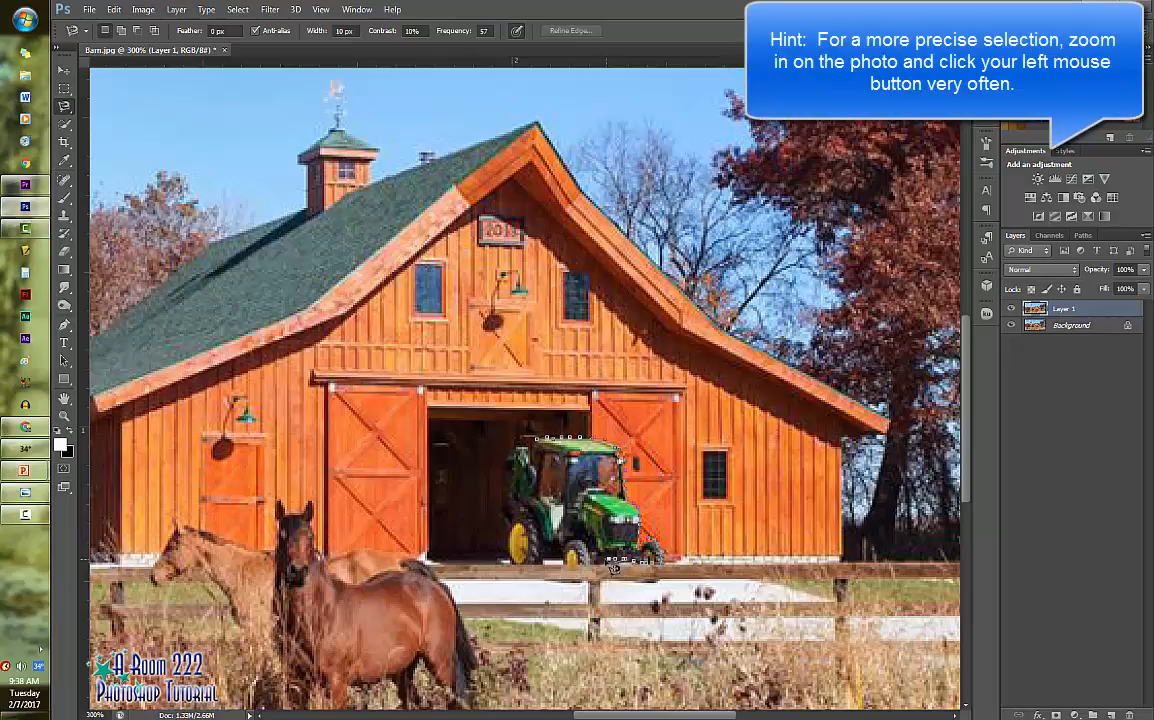 Ps File Edit Image Layer Type Select Filter 3D View Window Help
Feather: 0 px Anti-alias Width: 10 px Contrast: 10% Frequency: 57 Refine Edge...
Barn.jpg @ 300% (Layer 1, RGB/8#) * ×
Hint: For a more precise selection, zoom
in on the photo and click your left mouse
button very often.
2
Adjustments Styles
Add an adjustment
Layers Channels Paths
Kind
Normal Opacity: 100%
Lock: Fill: 100%
Layer 1
Background
A Room 222
Photoshop Tutorial
34°
9:38 AM
Tuesday
2/7/2017
300% Doc: 1.33M/2.66M